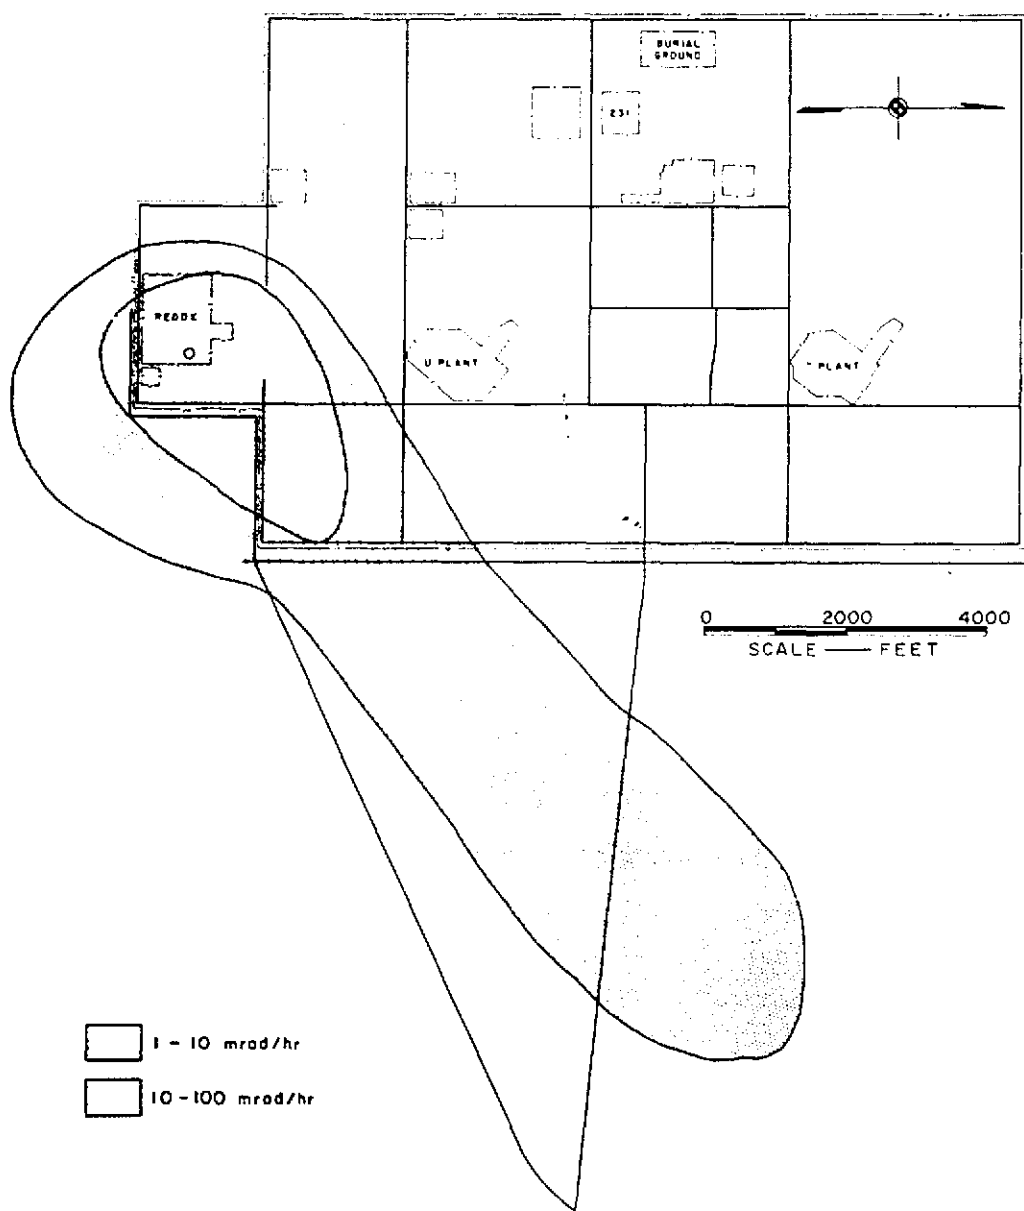 BURIAL
GROUND
231
REDOX
U PLANT
PLANT
0 2000 4000
SCALE — FEET
1 - 10 mrad/hr
10-100 mrad/hr